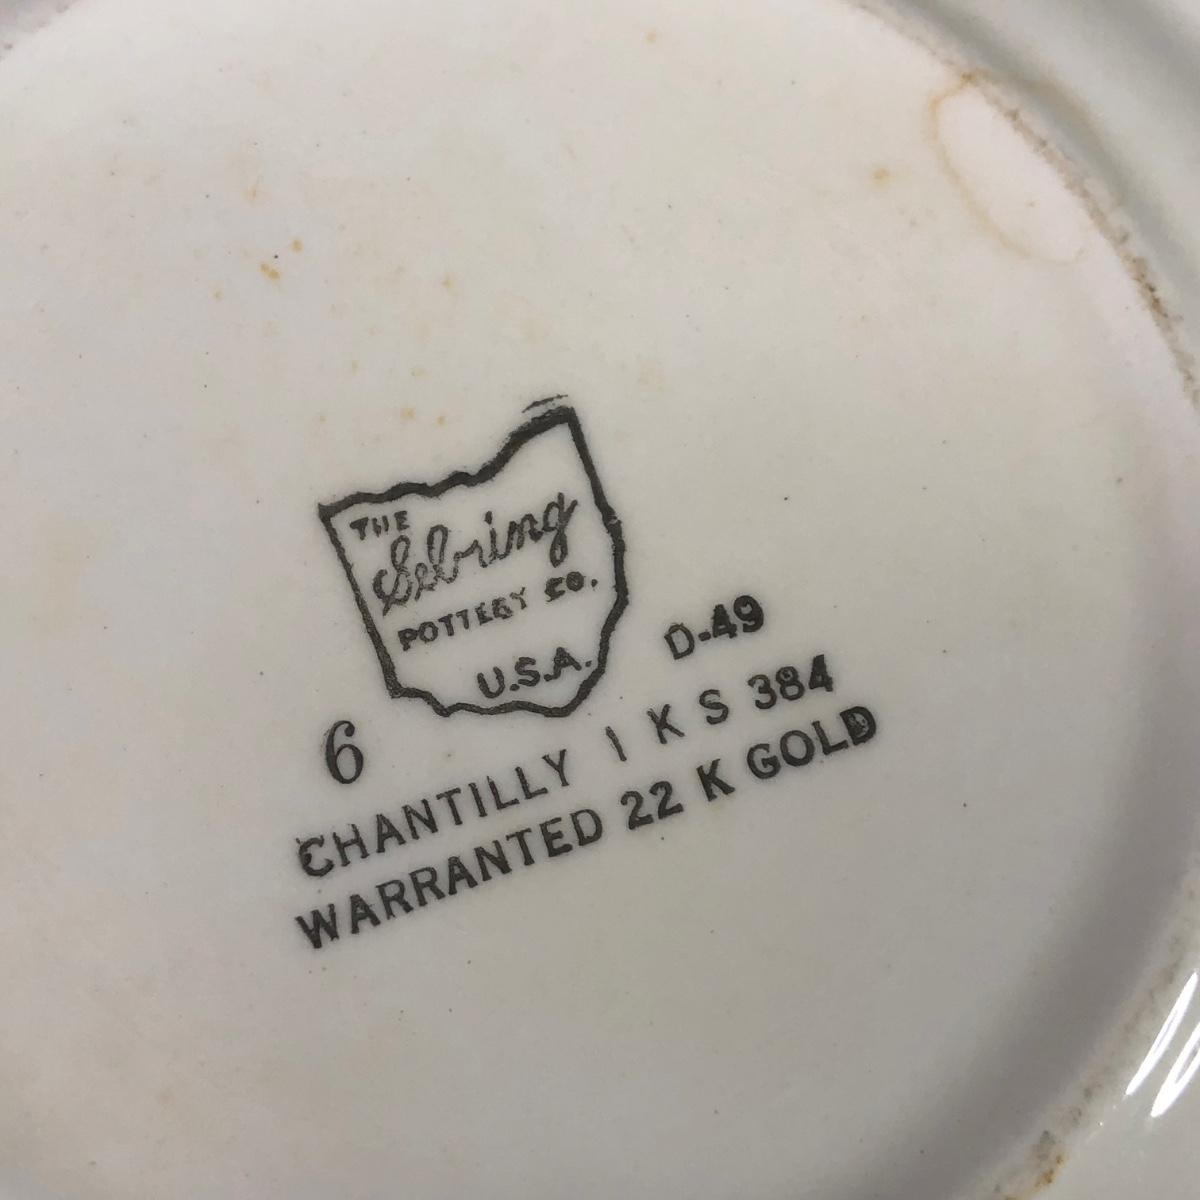 THE
Sebring
POTTERY CO.
U.S.A.
D-49
6
CHANTILLY I K S 384
WARRANTED 22 K GOLD